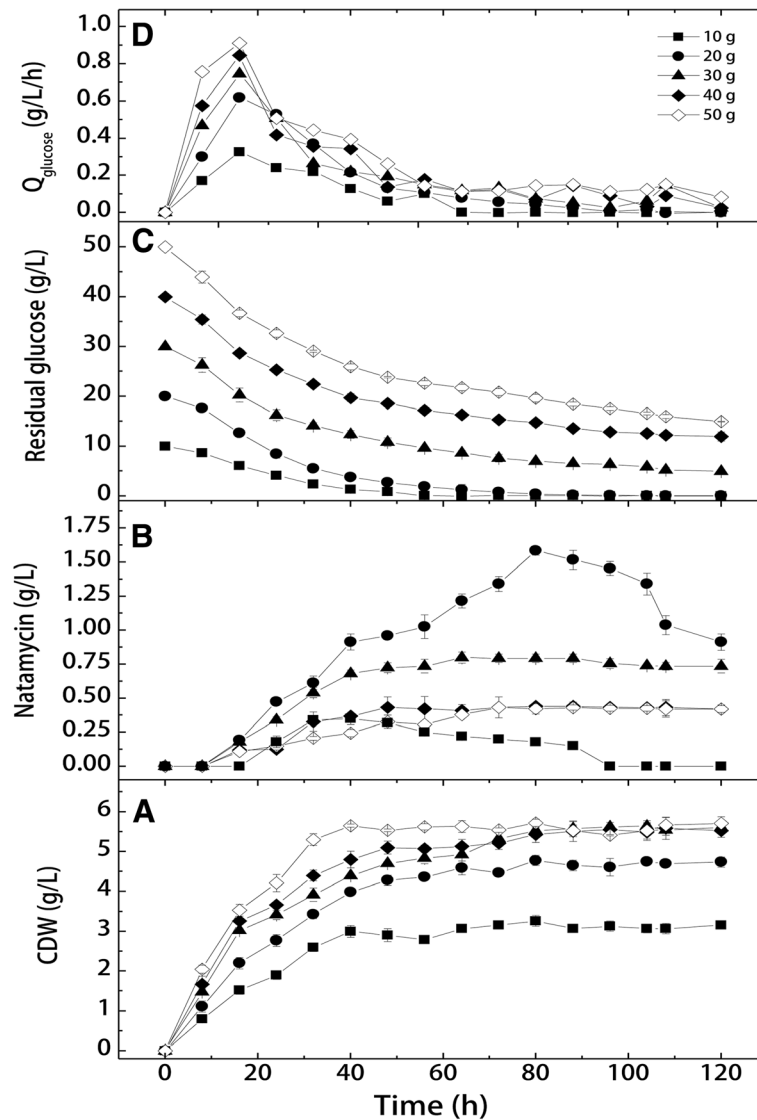 D
10 g
20 g
30 g
40 g
50 g
Q glucose (g/L/h)
1.0
0.8
0.6
0.4
0.2
0.0
C
Residual glucose (g/L)
50
40
30
20
10
0
B
Natamycin (g/L)
1.75
1.50
1.25
1.00
0.75
0.50
0.25
0.00
A
CDW (g/L)
6
5
4
3
2
1
0
0 20 40 60 80 100 120
Time (h)